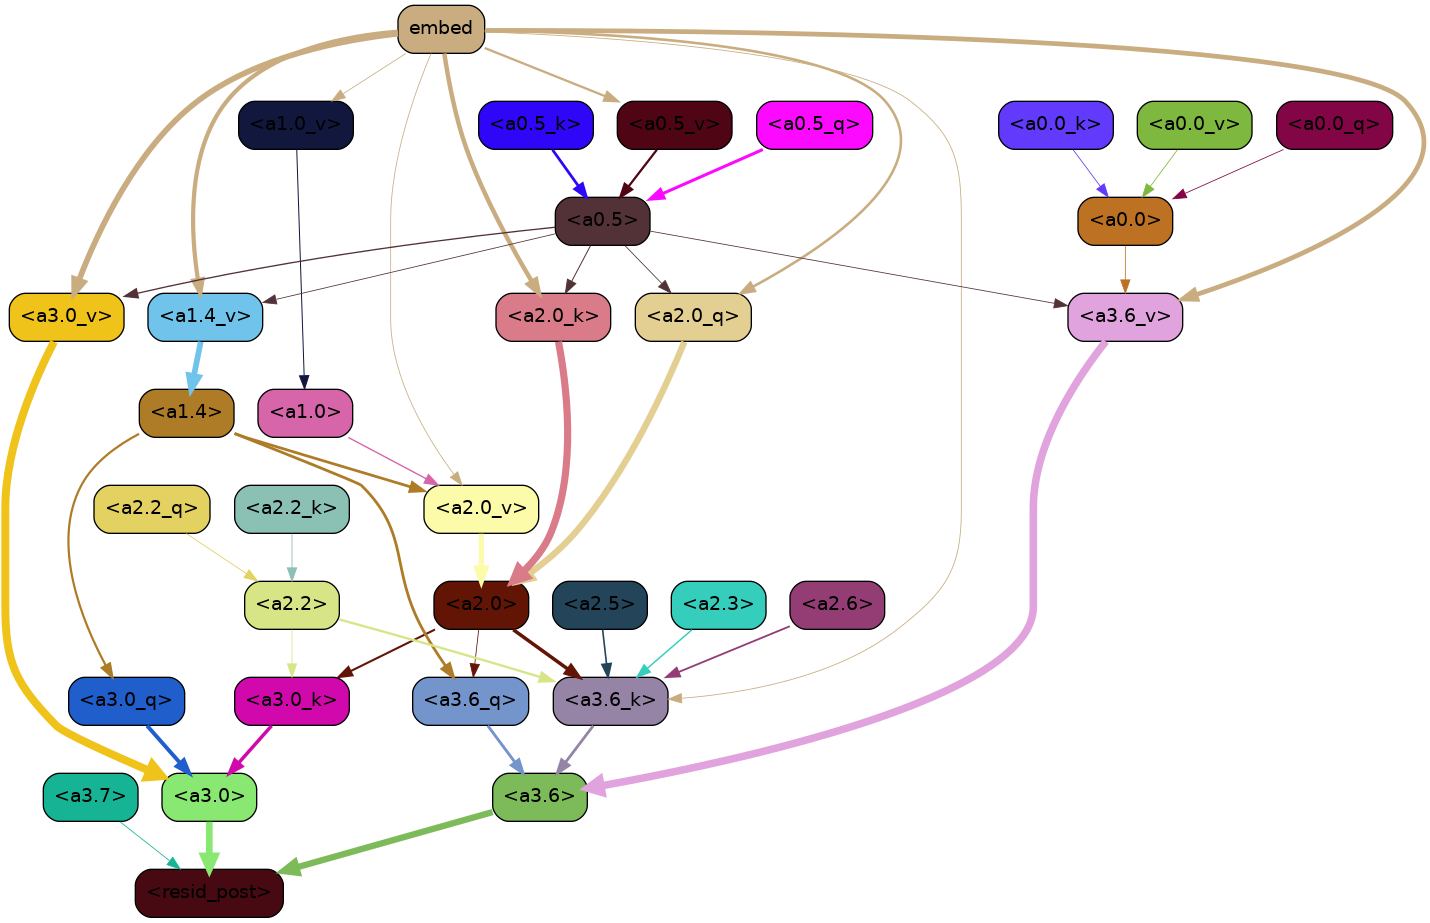 embed
<a1.0_v>
<a0.5_k>
<a0.5_v>
<a0.5_q>
<a0.0_k>
<a0.0_v>
<a0.0_q>
<a0.5>
<a0.0>
<a3.0_v>
<a1.4_v>
<a2.0_k>
<a2.0_q>
<a3.6_v>
<a1.4>
<a1.0>
<a2.2_q>
<a2.2_k>
<a2.0_v>
<a2.2>
<a2.0>
<a2.5>
<a2.3>
<a2.6>
<a3.0_q>
<a3.0_k>
<a3.6_q>
<a3.6_k>
<a3.7>
<a3.0>
<a3.6>
<resid_post>